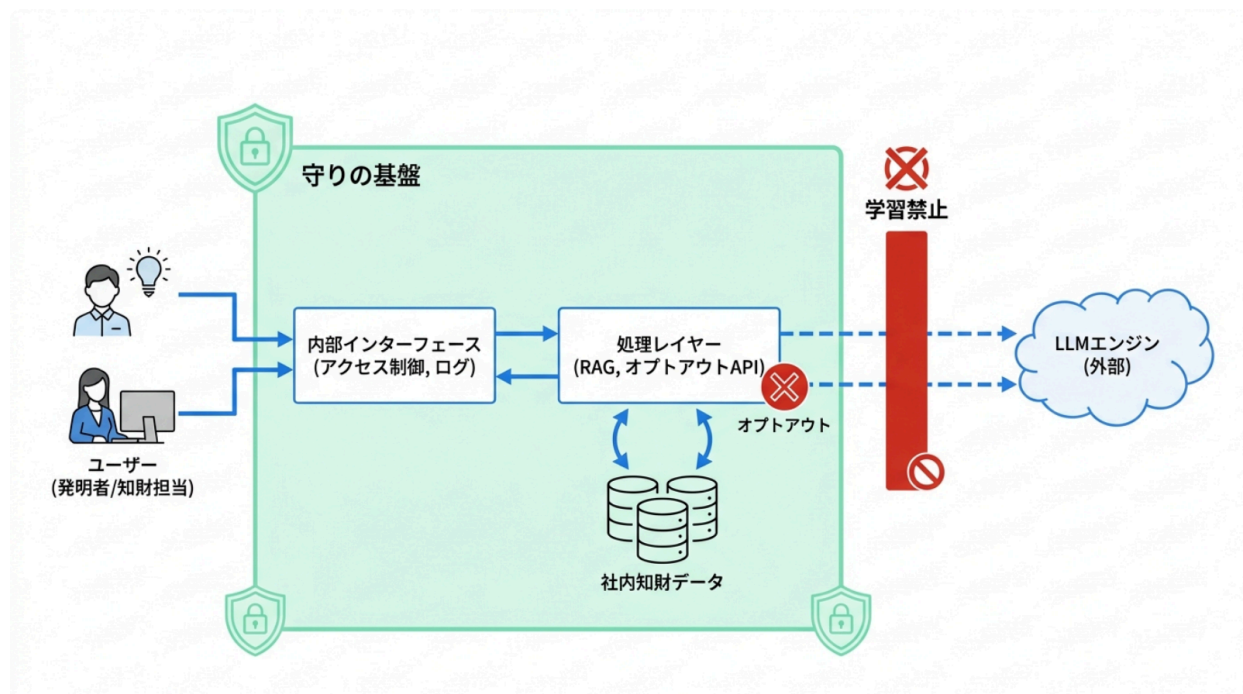 守りの基盤
学習禁止
内部インターフェース
(アクセス制御, ログ)
処理レイヤー
(RAG, オプトアウトAPI)
LLMエンジン
(外部)
オプトアウト
ユーザー
(発明者/知財担当)
社内知財データ